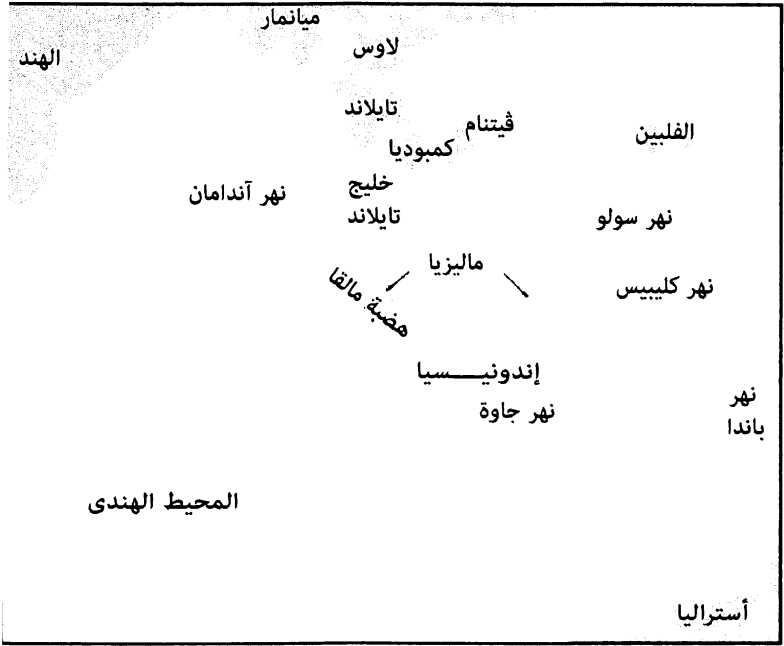 ميانمار
لاوس
الهند
تايلاند
ڤيتنام
الفلبين
كمبوديا
خليج
تايلاند
نهر آندامان
نهر سولو
ماليزيا
نهر كليبيس
هضبة مالقا
إندونيـــسيا
نهر
باندا
نهر جاوة
المحيط الهندى
أستراليا